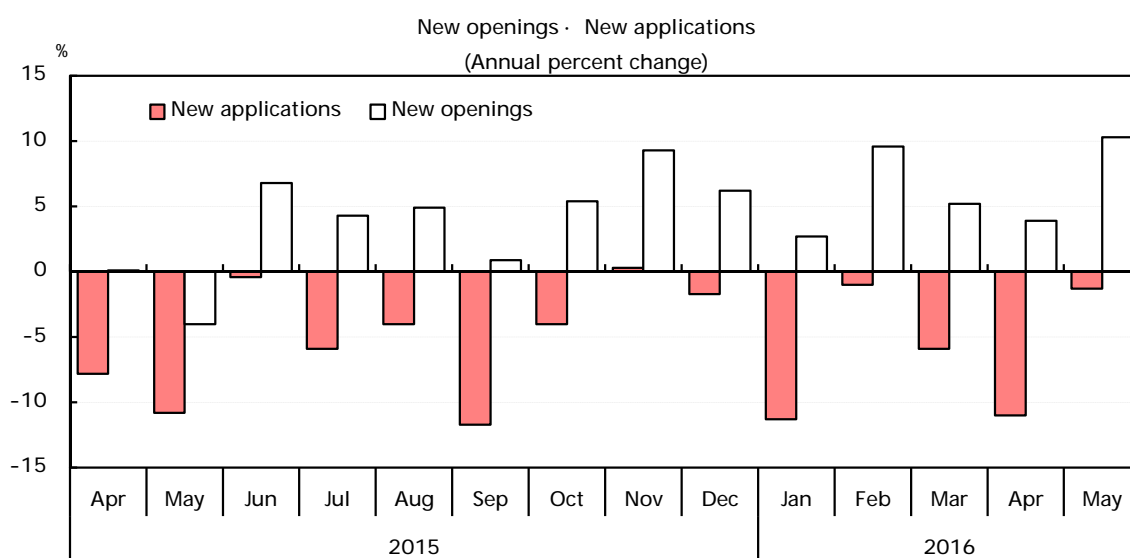 New openings · New applications
(Annual percent change)
%
15
New applications
New openings
10
5
0
-5
-10
-15
Apr May Jun Jul Aug Sep Oct Nov Dec Jan Feb Mar Apr May
2015 2016